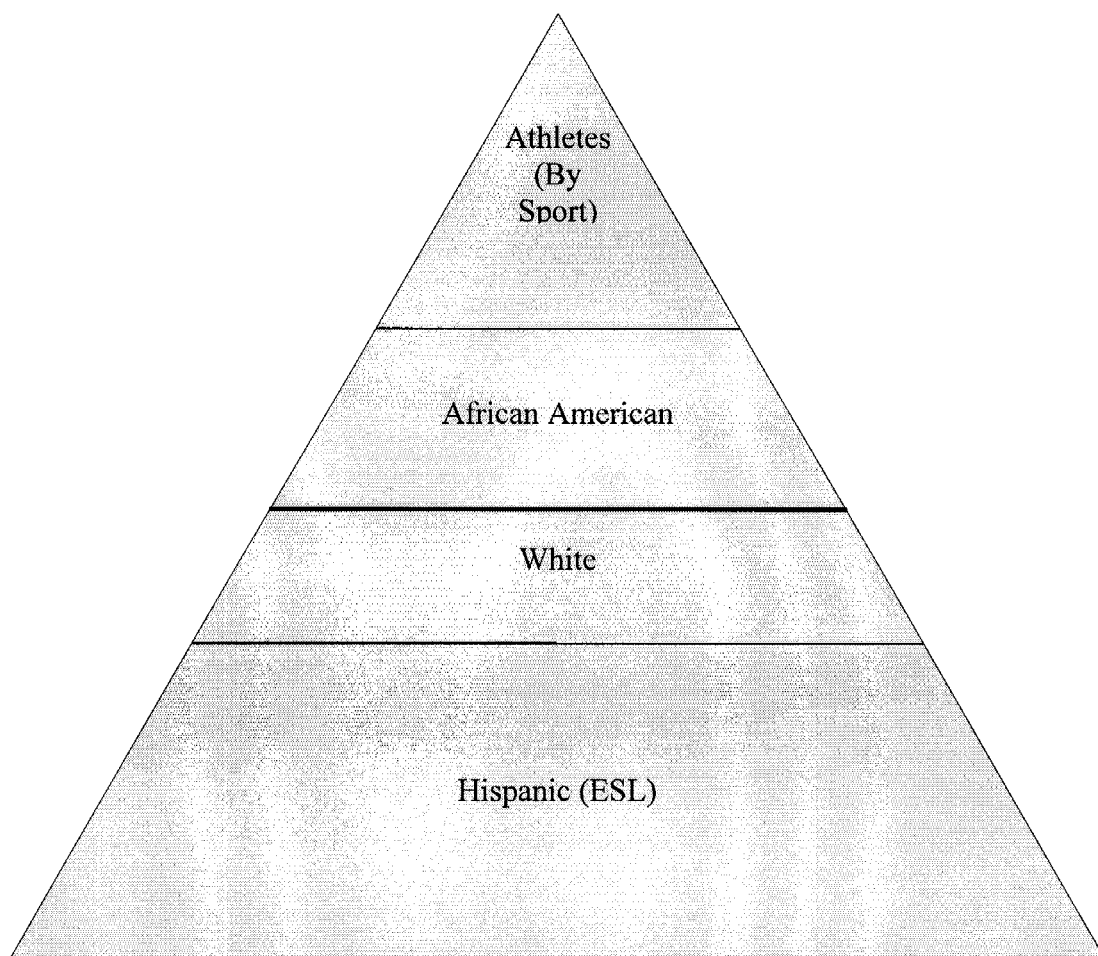 Athletes
(By
Sport)
African American
White
Hispanic (ESL)